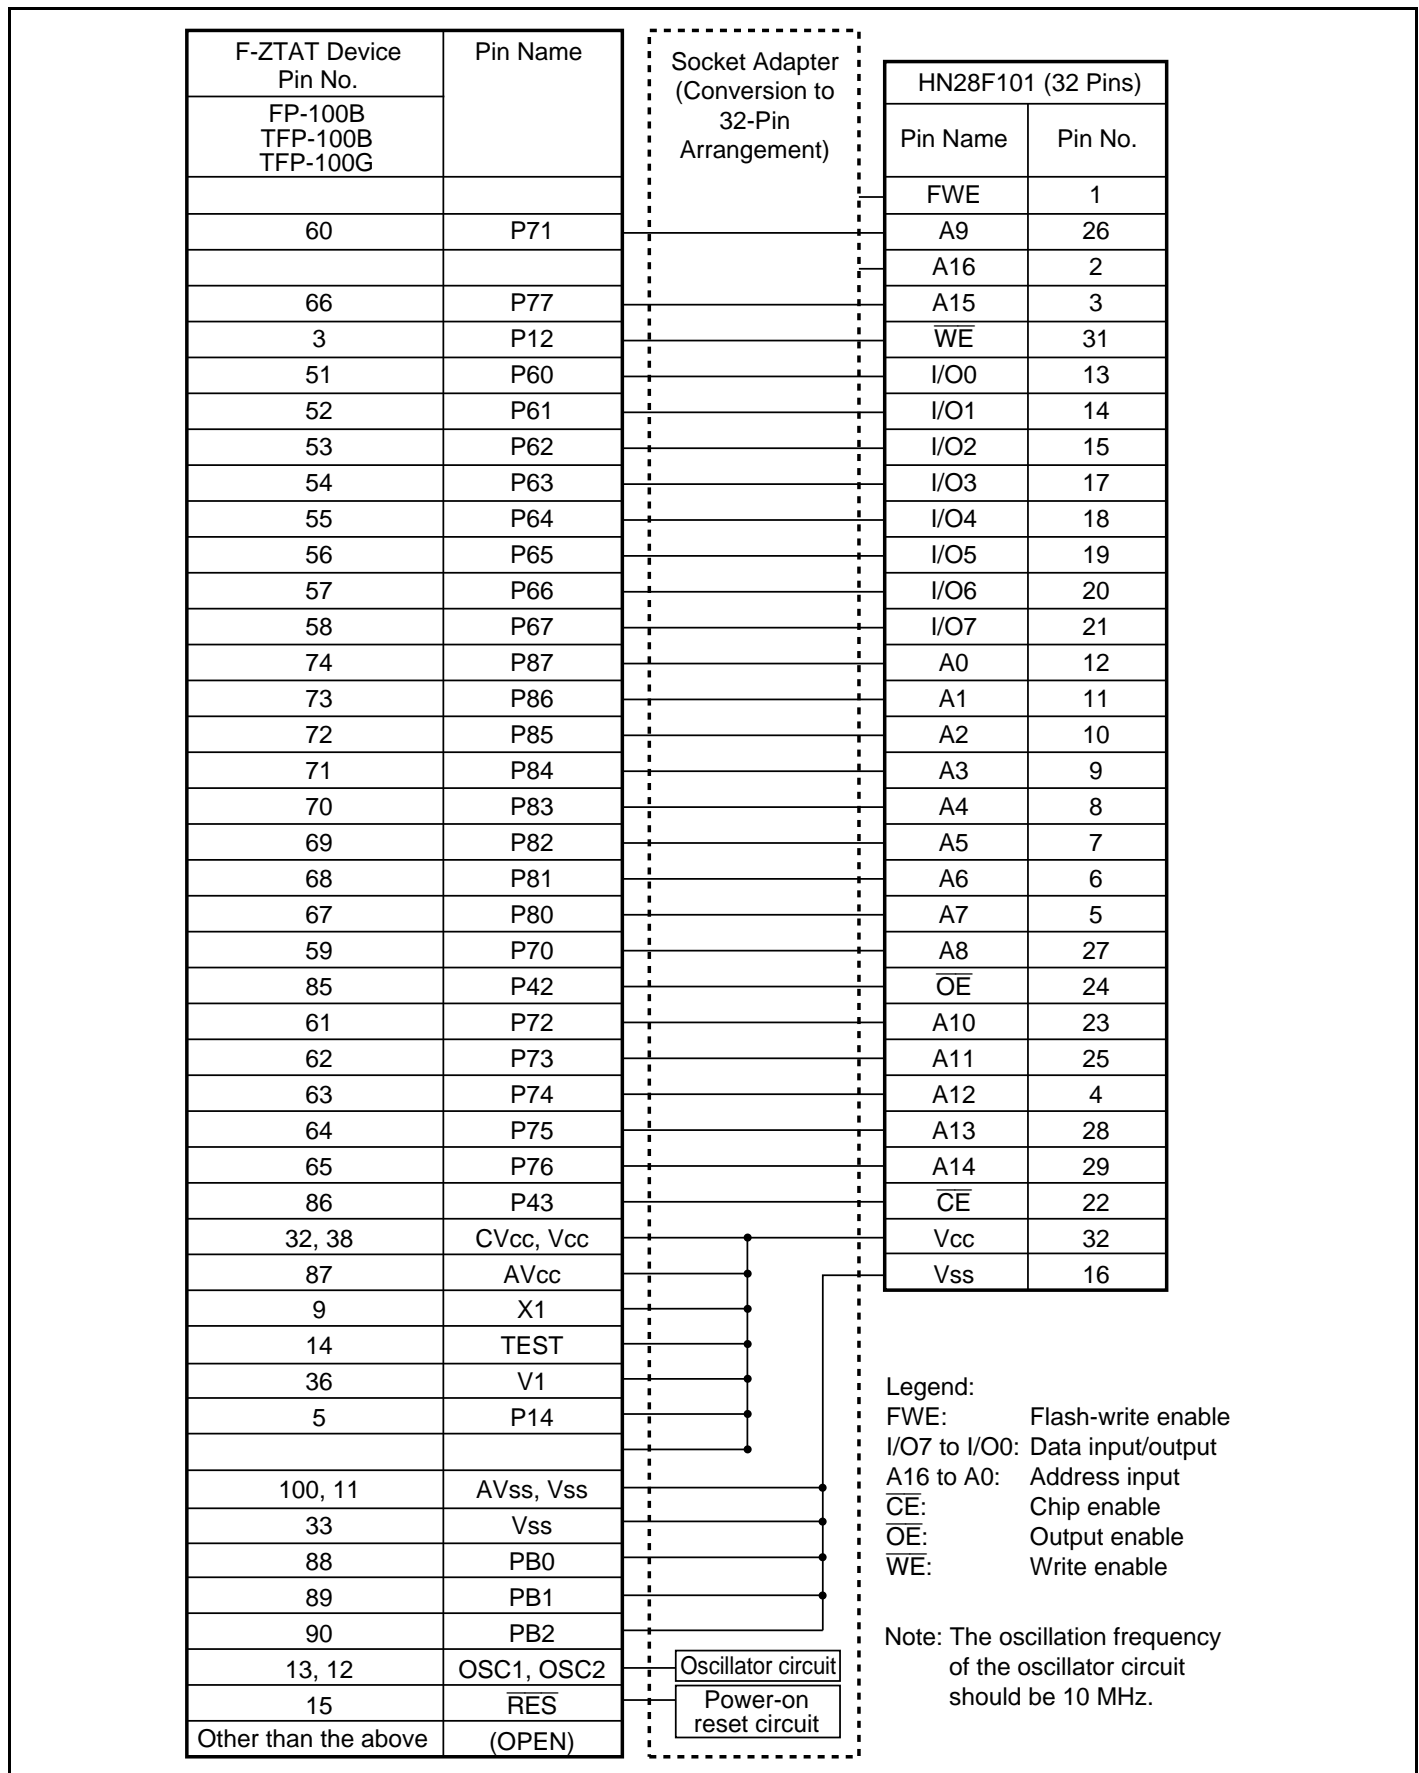 F-ZTAT Device
Pin No.
Pin Name
FP-100B
TFP-100B
TFP-100G
Socket Adapter
(Conversion to
32-Pin
Arrangement)
HN28F101 (32 Pins)
Pin Name Pin No.
FWE 1
60 P71 A9 26
A16 2
66 P77 A15 3
3 P12 W̅E̅ 31
51 P60 I/O0 13
52 P61 I/O1 14
53 P62 I/O2 15
54 P63 I/O3 17
55 P64 I/O4 18
56 P65 I/O5 19
57 P66 I/O6 20
58 P67 I/O7 21
74 P87 A0 12
73 P86 A1 11
72 P85 A2 10
71 P84 A3 9
70 P83 A4 8
69 P82 A5 7
68 P81 A6 6
67 P80 A7 5
59 P70 A8 27
85 P42 O̅E̅ 24
61 P72 A10 23
62 P73 A11 25
63 P74 A12 4
64 P75 A13 28
65 P76 A14 29
86 P43 C̅E̅ 22
32, 38 CVcc, Vcc Vcc 32
87 AVcc Vss 16
9 X1
14 TEST
36 V1
5 P14
100, 11 AVss, Vss
33 Vss
88 PB0
89 PB1
90 PB2
13, 12 OSC1, OSC2 Oscillator circuit
15 R̅E̅S̅ Power-on
reset circuit
Other than the above (OPEN)
Legend:
FWE: Flash-write enable
I/O7 to I/O0: Data input/output
A16 to A0: Address input
C̅E̅: Chip enable
O̅E̅: Output enable
W̅E̅: Write enable
Note: The oscillation frequency
of the oscillator circuit
should be 10 MHz.